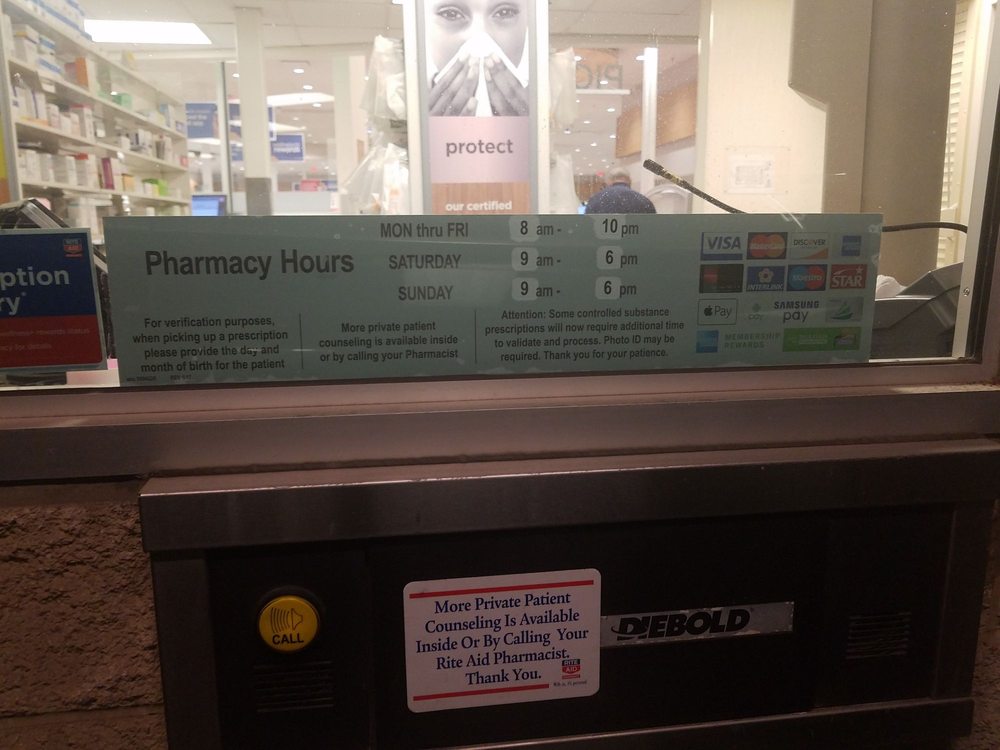 protect
our certified
MON thru FRI 8 am - 10 pm
Pharmacy Hours
SATURDAY 9 am - 6 pm
SUNDAY 9 am - 6 pm
For verification purposes,
when picking up a prescription
please provide the day and
month of birth for the patient
More private patient
counseling is available inside
or by calling your Pharmacist
Attention: Some controlled substance
prescriptions will now require additional time
to validate and process. Photo ID may be
required. Thank you for your patience.
VISA MasterCard DISCOVER
INTERLINK Maestro STAR
Pay pay SAMSUNG pay
MEMBERSHIP
REWARDS
RITE AID
CALL
More Private Patient
Counseling Is Available
Inside Or By Calling Your
Rite Aid Pharmacist.
Thank You.
RITE AID
DIEBOLD